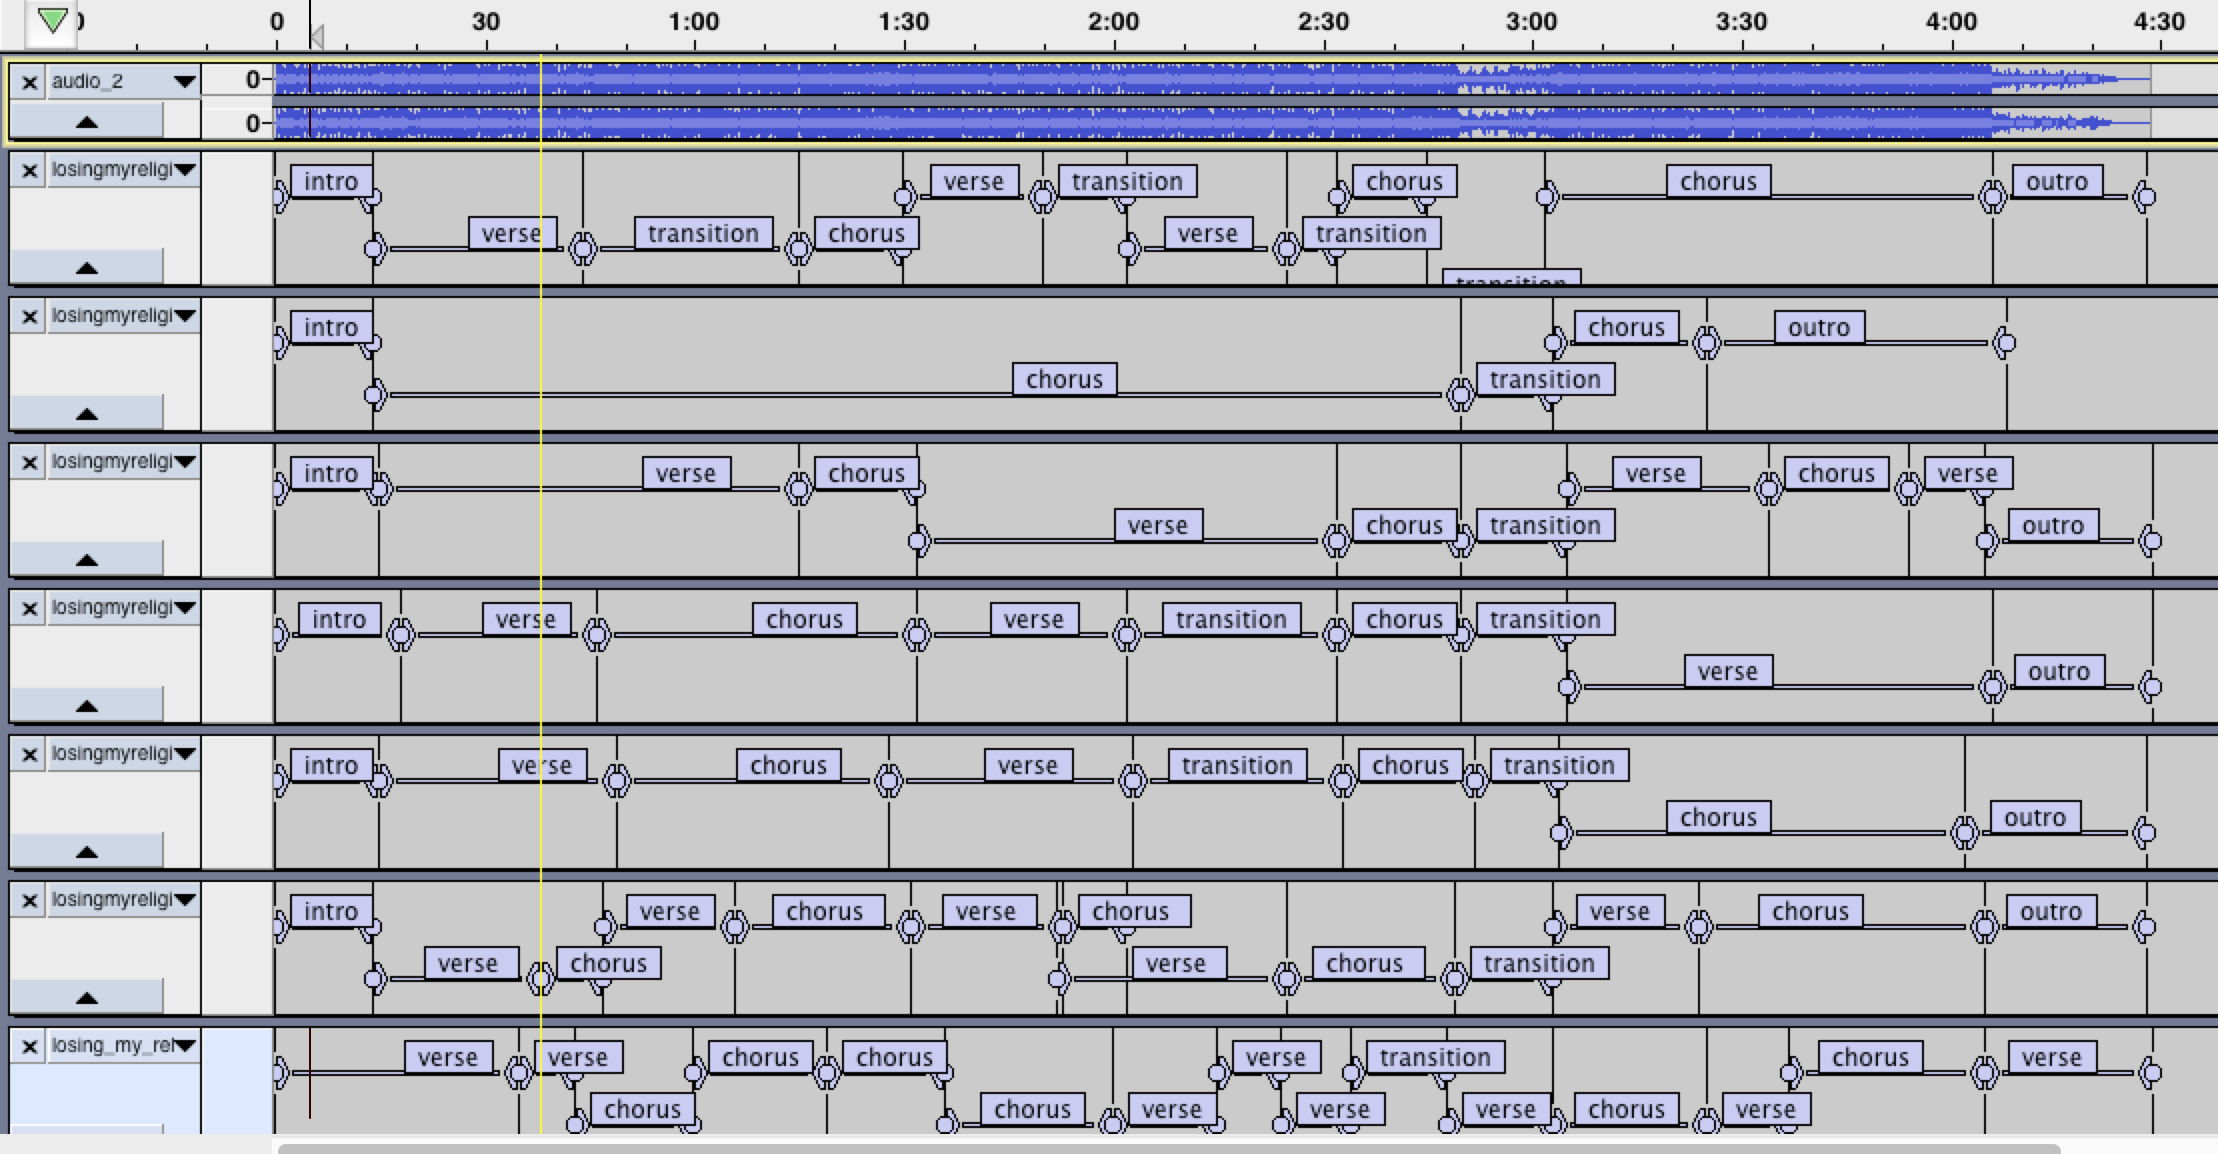 0 30 1:00 1:30 2:00 2:30 3:00 3:30 4:00 4:30
audio_2 0
0
losingmyreligi intro verse transition chorus chorus outro
verse transition chorus verse transition
transition
losingmyreligi intro chorus outro
chorus transition
losingmyreligi intro verse chorus verse chorus verse
verse chorus transition outro
losingmyreligi intro verse chorus verse transition chorus transition
verse outro
losingmyreligi intro verse chorus verse transition chorus transition
chorus outro
losingmyreligi intro verse chorus verse chorus verse chorus outro
verse chorus verse chorus transition
losing_my_rel verse verse chorus chorus verse transition chorus verse
chorus chorus verse verse verse chorus verse